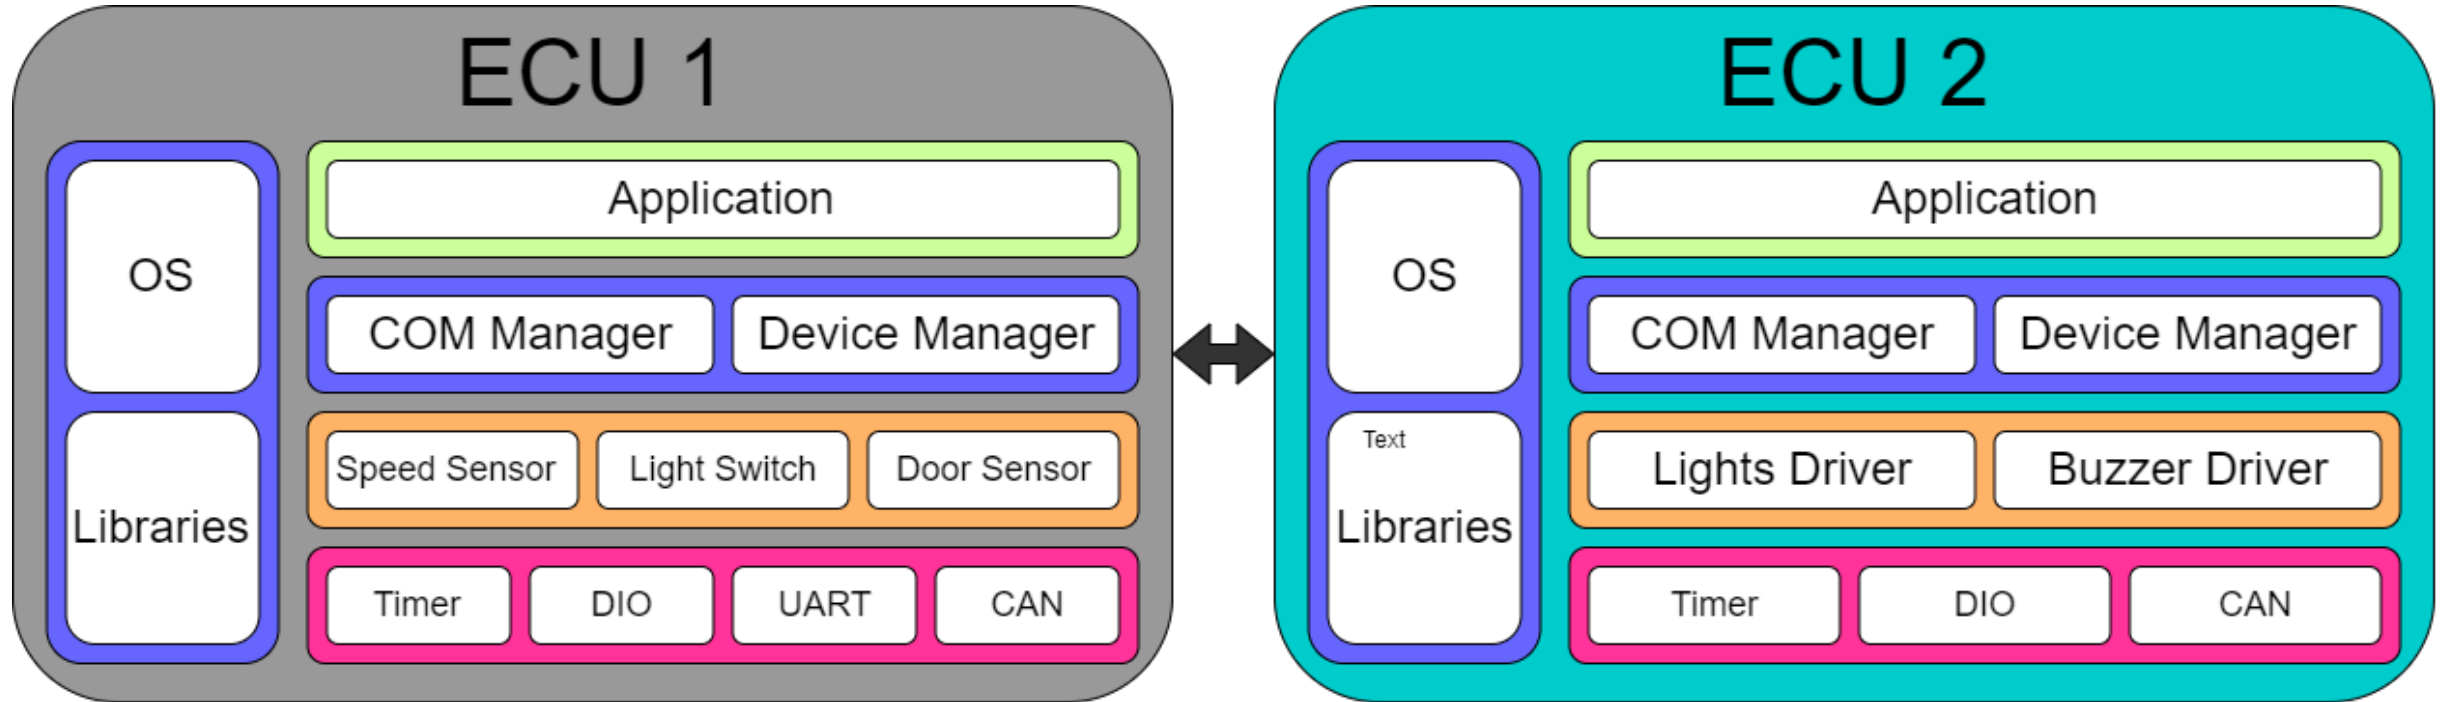 ECU 1
OS
Libraries
Application
COM Manager
Device Manager
Speed Sensor
Light Switch
Door Sensor
Timer
DIO
UART
CAN
ECU 2
OS
Text
Libraries
Application
COM Manager
Device Manager
Lights Driver
Buzzer Driver
Timer
DIO
CAN